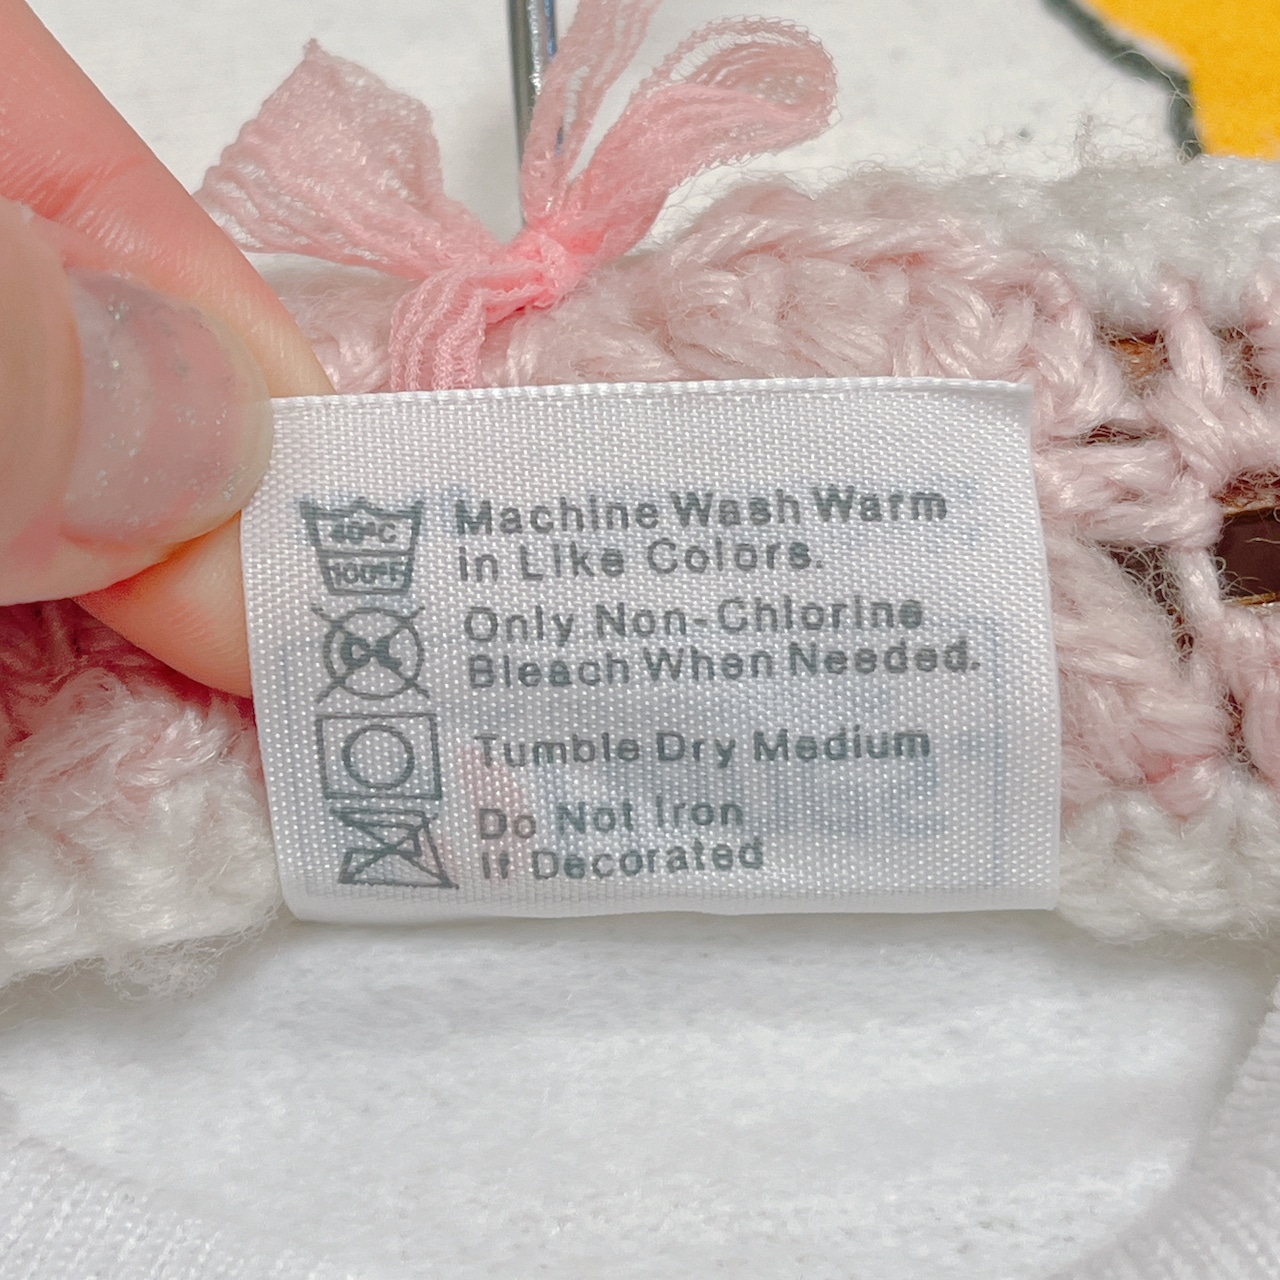 40°C
Machine Wash Warm
in Like Colors.
Only Non-Chlorine
Bleach When Needed.
Tumble Dry Medium
Do Not Iron
If Decorated